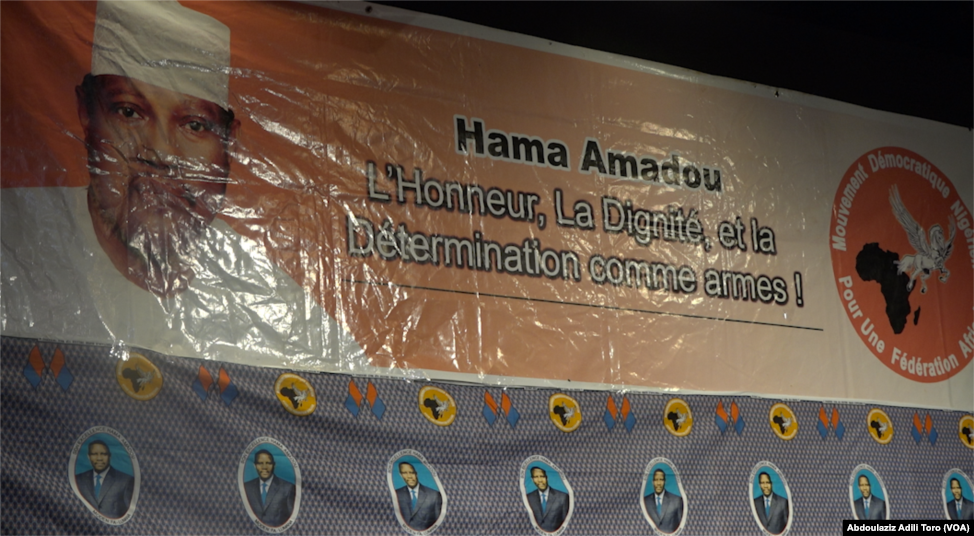 Hama Amadou
L'Honneur, La Dignité, et la
Détermination comme armes !
Mouvement Démocratique
Pour Une Fédération
Abdoulaziz Adili Toro (VOA)